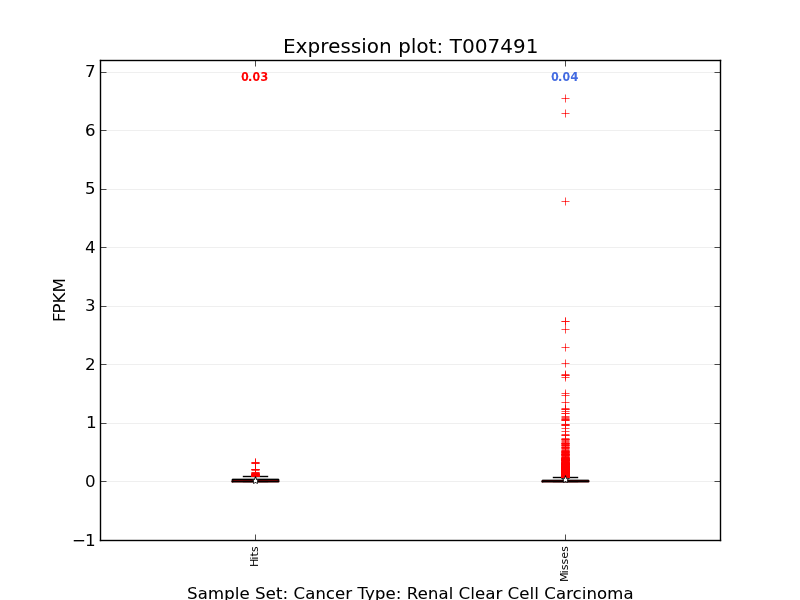 Expression plot: T007491
0.03
0.04
7
6
5
4
3
2
1
0
−1
FPKM
Hits
Misses
Sample Set: Cancer Type: Renal Clear Cell Carcinoma